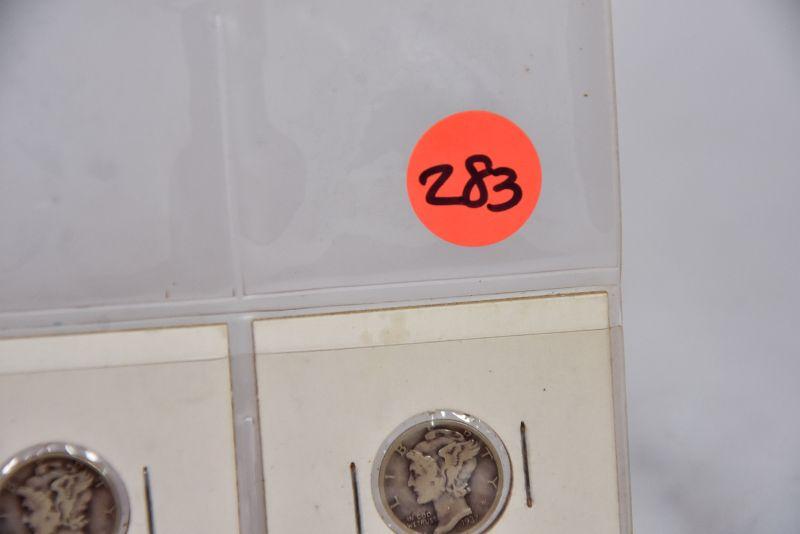 283
LIBERTY
IN GOD
WE TRUST